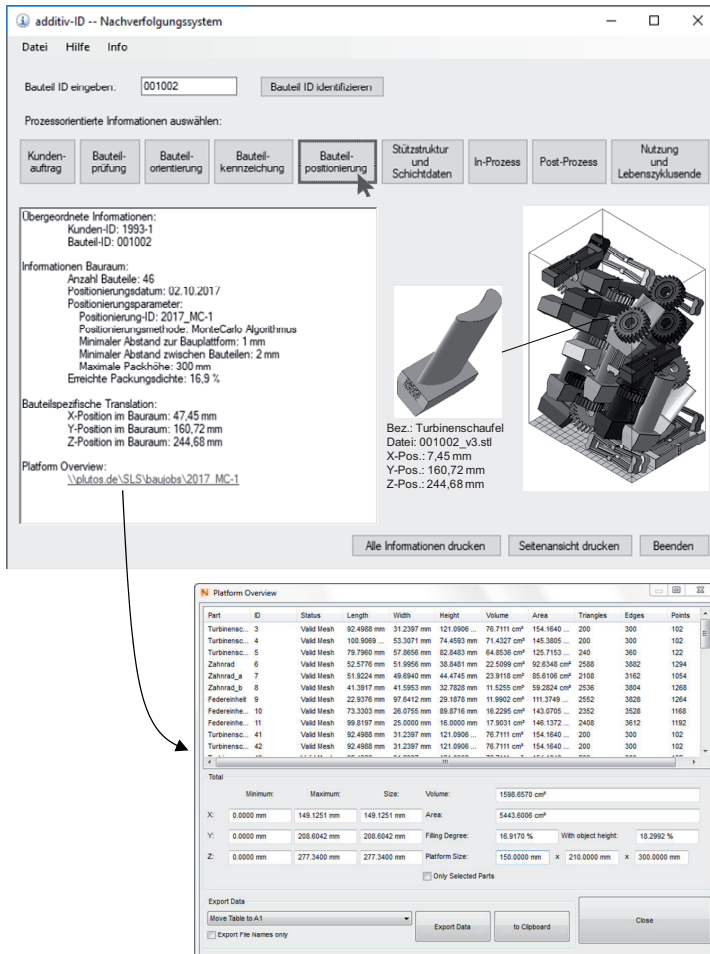 additiv-ID -- Nachverfolgungssystem
Datei Hilfe Info
Bauteil ID eingeben: 001002 Bauteil ID identifizieren
Prozessorientierte Informationen auswählen:
Kunden-
auftrag
Bauteil-
prüfung
Bauteil-
orientierung
Bauteil-
kennzeichung
Bauteil-
positionierung
Stützstruktur
und
Schichtdaten
In-Prozess
Post-Prozess
Nutzung
und
Lebenszyklusende
Übergeordnete Informationen:
Kunden-ID: 1993-1
Bauteil-ID: 001002
Informationen Bauraum:
Anzahl Bauteile: 46
Positionierungsdatum: 02.10.2017
Positionierungsparameter:
Positionierung-ID: 2017_MC-1
Positionierungsmethode: MonteCarlo Algorithmus
Minimaler Abstand zur Bauplattform: 1 mm
Minimaler Abstand zwischen Bauteilen: 2 mm
Maximale Packhöhe: 300 mm
Erreichte Packungsdichte: 16,9 %
Bauteilspezifische Translation:
X-Position im Bauraum: 47,45 mm
Y-Position im Bauraum: 160,72 mm
Z-Position im Bauraum: 244,68 mm
Platform Overview:
\\plutos.de\SLS\baujobs\2017_MC-1
Bez.: Turbinenschaufel
Datei: 001002_v3.stl
X-Pos.: 7,45 mm
Y-Pos.: 160,72 mm
Z-Pos.: 244,68 mm
Alle Informationen drucken Seitenansicht drucken Beenden
Platform Overview
Part ID Status Length Width Height Volume Area Triangles Edges Points
Turbinensc... 3 Valid Mesh 92.4988 mm 31.2397 mm 121.0906 ... 76.7111 cm³ 154.1640 ... 200 300 102
Turbinensc... 4 Valid Mesh 100.9069 ... 53.3071 mm 74.4593 mm 71.4327 cm³ 145.3805 ... 200 300 102
Turbinensc... 5 Valid Mesh 79.7960 mm 57.8656 mm 82.8483 mm 64.8536 cm³ 125.7153 ... 240 360 122
Zahnrad 6 Valid Mesh 52.5776 mm 51.9956 mm 38.8481 mm 22.5099 cm³ 92.6348 cm² 2588 3882 1294
Zahnrad_a 7 Valid Mesh 51.9224 mm 49.6940 mm 44.4745 mm 23.9118 cm³ 85.6106 cm² 2108 3162 1054
Zahnrad_b 8 Valid Mesh 41.3917 mm 41.5953 mm 32.7828 mm 11.5255 cm³ 59.2824 cm² 2536 3804 1268
Federeinheit 9 Valid Mesh 22.9376 mm 97.6412 mm 29.1878 mm 11.9902 cm³ 111.3749 ... 2552 3828 1264
Federeinhe... 10 Valid Mesh 73.3303 mm 26.0755 mm 89.8716 mm 16.2295 cm³ 143.0705 ... 2352 3528 1168
Federeinhe... 11 Valid Mesh 99.8197 mm 25.0000 mm 16.0000 mm 17.9031 cm³ 146.1372 ... 2408 3612 1192
Turbinensc... 41 Valid Mesh 92.4988 mm 31.2397 mm 121.0906 ... 76.7111 cm³ 154.1640 ... 200 300 102
Turbinensc... 42 Valid Mesh 92.4988 mm 31.2397 mm 121.0906 ... 76.7111 cm³ 154.1640 ... 200 300 102
Total
Minimum: Maximum: Size: Volume: 1598.6570 cm³
X: 0.0000 mm 149.1251 mm 149.1251 mm Area: 5443.6006 cm²
Y: 0.0000 mm 208.6042 mm 208.6042 mm Filling Degree: 16.9170 % With object height: 18.2992 %
Z: 0.0000 mm 277.3400 mm 277.3400 mm Platform Size: 150.0000 mm x 210.0000 mm x 300.0000 mm
Only Selected Parts
Export Data
Move Table to A1
Export File Names only
Export Data to Clipboard Close